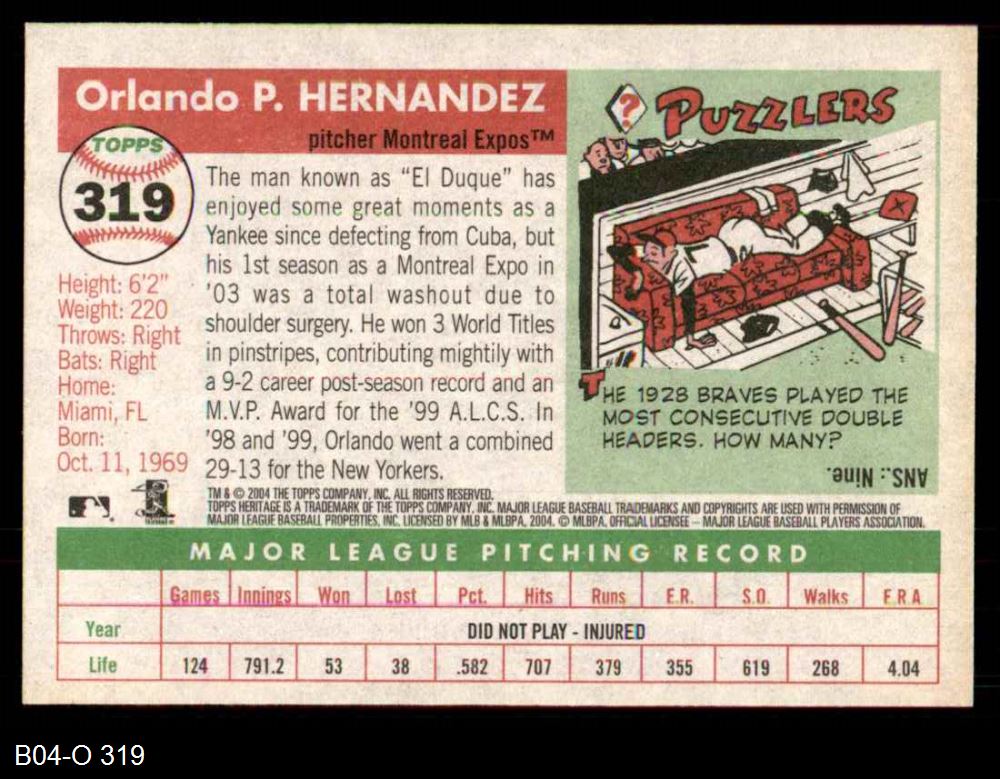 Orlando P. HERNANDEZ
pitcher Montreal Expos™
TOPPS
319
Height: 6'2"
Weight: 220
Throws: Right
Bats: Right
Home:
Miami, FL
Born:
Oct. 11, 1969
The man known as “El Duque” has
enjoyed some great moments as a
Yankee since defecting from Cuba, but
his 1st season as a Montreal Expo in
'03 was a total washout due to
shoulder surgery. He won 3 World Titles
in pinstripes, contributing mightily with
a 9-2 career post-season record and an
M.V.P. Award for the '99 A.L.C.S. In
'98 and '99, Orlando went a combined
29-13 for the New Yorkers.
? PUZZLERS
THE 1928 BRAVES PLAYED THE
MOST CONSECUTIVE DOUBLE
HEADERS. HOW MANY?
ANS.: Nine.
TM & © 2004 THE TOPPS COMPANY, INC. ALL RIGHTS RESERVED.
TOPPS HERITAGE IS A TRADEMARK OF THE TOPPS COMPANY, INC. MAJOR LEAGUE BASEBALL TRADEMARKS AND COPYRIGHTS ARE USED WITH PERMISSION OF
MAJOR LEAGUE BASEBALL PROPERTIES, INC. LICENSED BY MLB & MLBPA, 2004. © MLBPA, OFFICIAL LICENSEE – MAJOR LEAGUE BASEBALL PLAYERS ASSOCIATION.
MAJOR LEAGUE PITCHING RECORD
Games Innings Won Lost Pct. Hits Runs E.R. S.O. Walks E R A
Year DID NOT PLAY - INJURED
Life 124 791.2 53 38 .582 707 379 355 619 268 4.04
B04-O 319